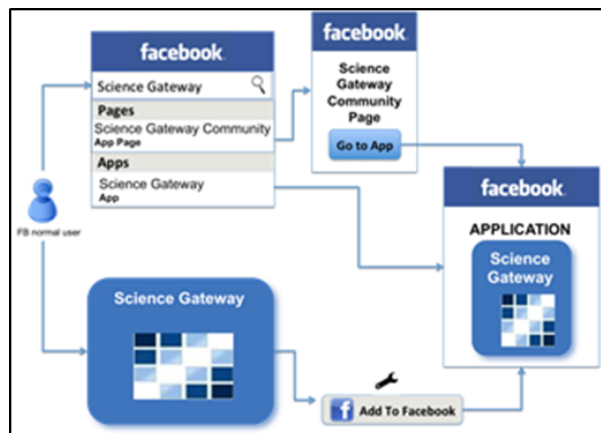 facebook.
Science Gateway
Pages
Science Gateway Community
App Page
Apps
Science Gateway
App
facebook.
Science
Gateway
Community
Page
Go to App
facebook.
APPLICATION
Science
Gateway
FB normal user
Science Gateway
f Add To Facebook